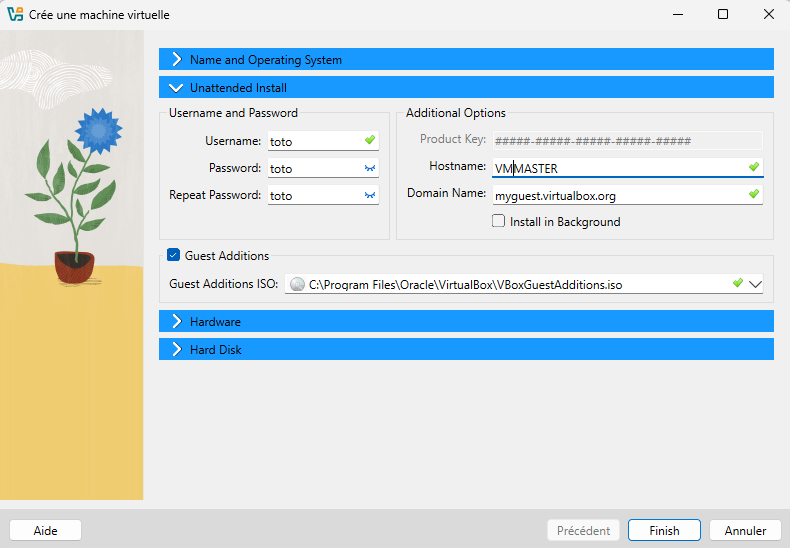 Crée une machine virtuelle
Name and Operating System
Unattended Install
Username and Password
Username: toto
Password: toto
Repeat Password: toto
Additional Options
Product Key: #####-#####-#####-#####-#####
Hostname: VMMASTER
Domain Name: myguest.virtualbox.org
Install in Background
Guest Additions
Guest Additions ISO: C:\Program Files\Oracle\VirtualBox\VBoxGuestAdditions.iso
Hardware
Hard Disk
Aide
Précédent
Finish
Annuler